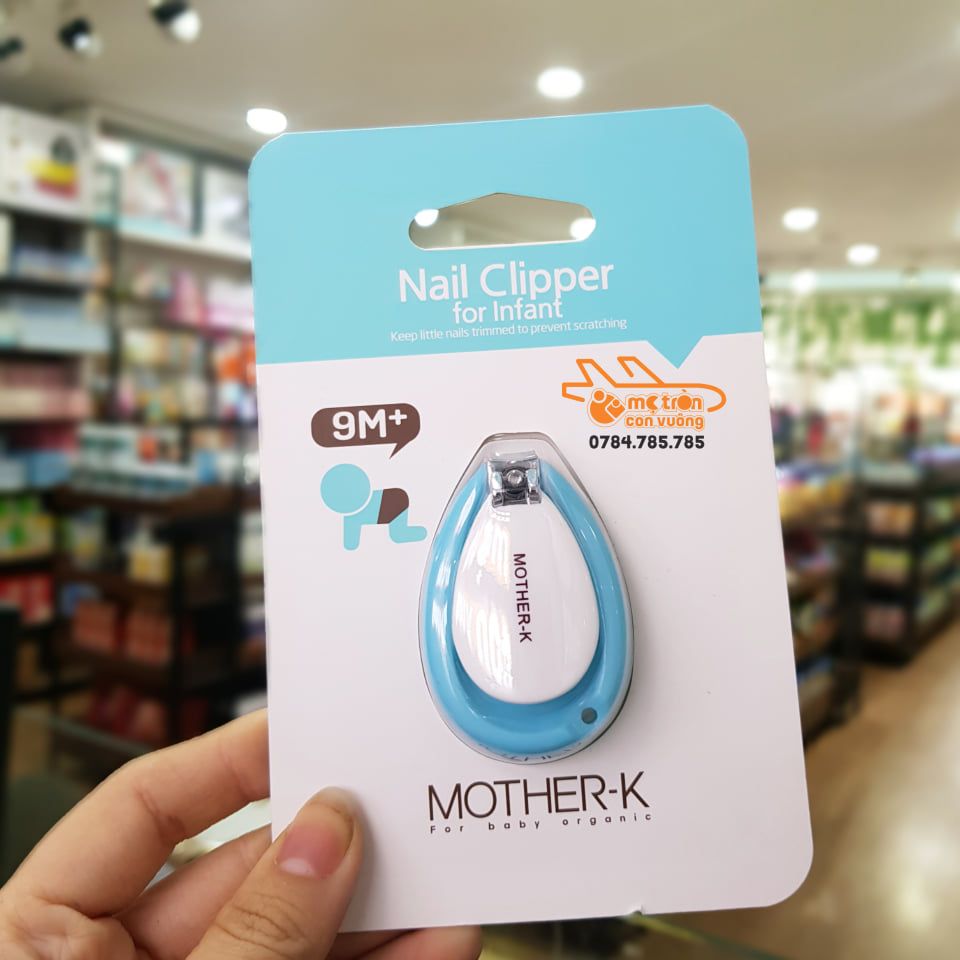 Nail Clipper
for Infant
Keep little nails trimmed to prevent scratching
mẹ tròn
con vuông
0784.785.785
9M+
MOTHER-K
MOTHER-K
For baby organic